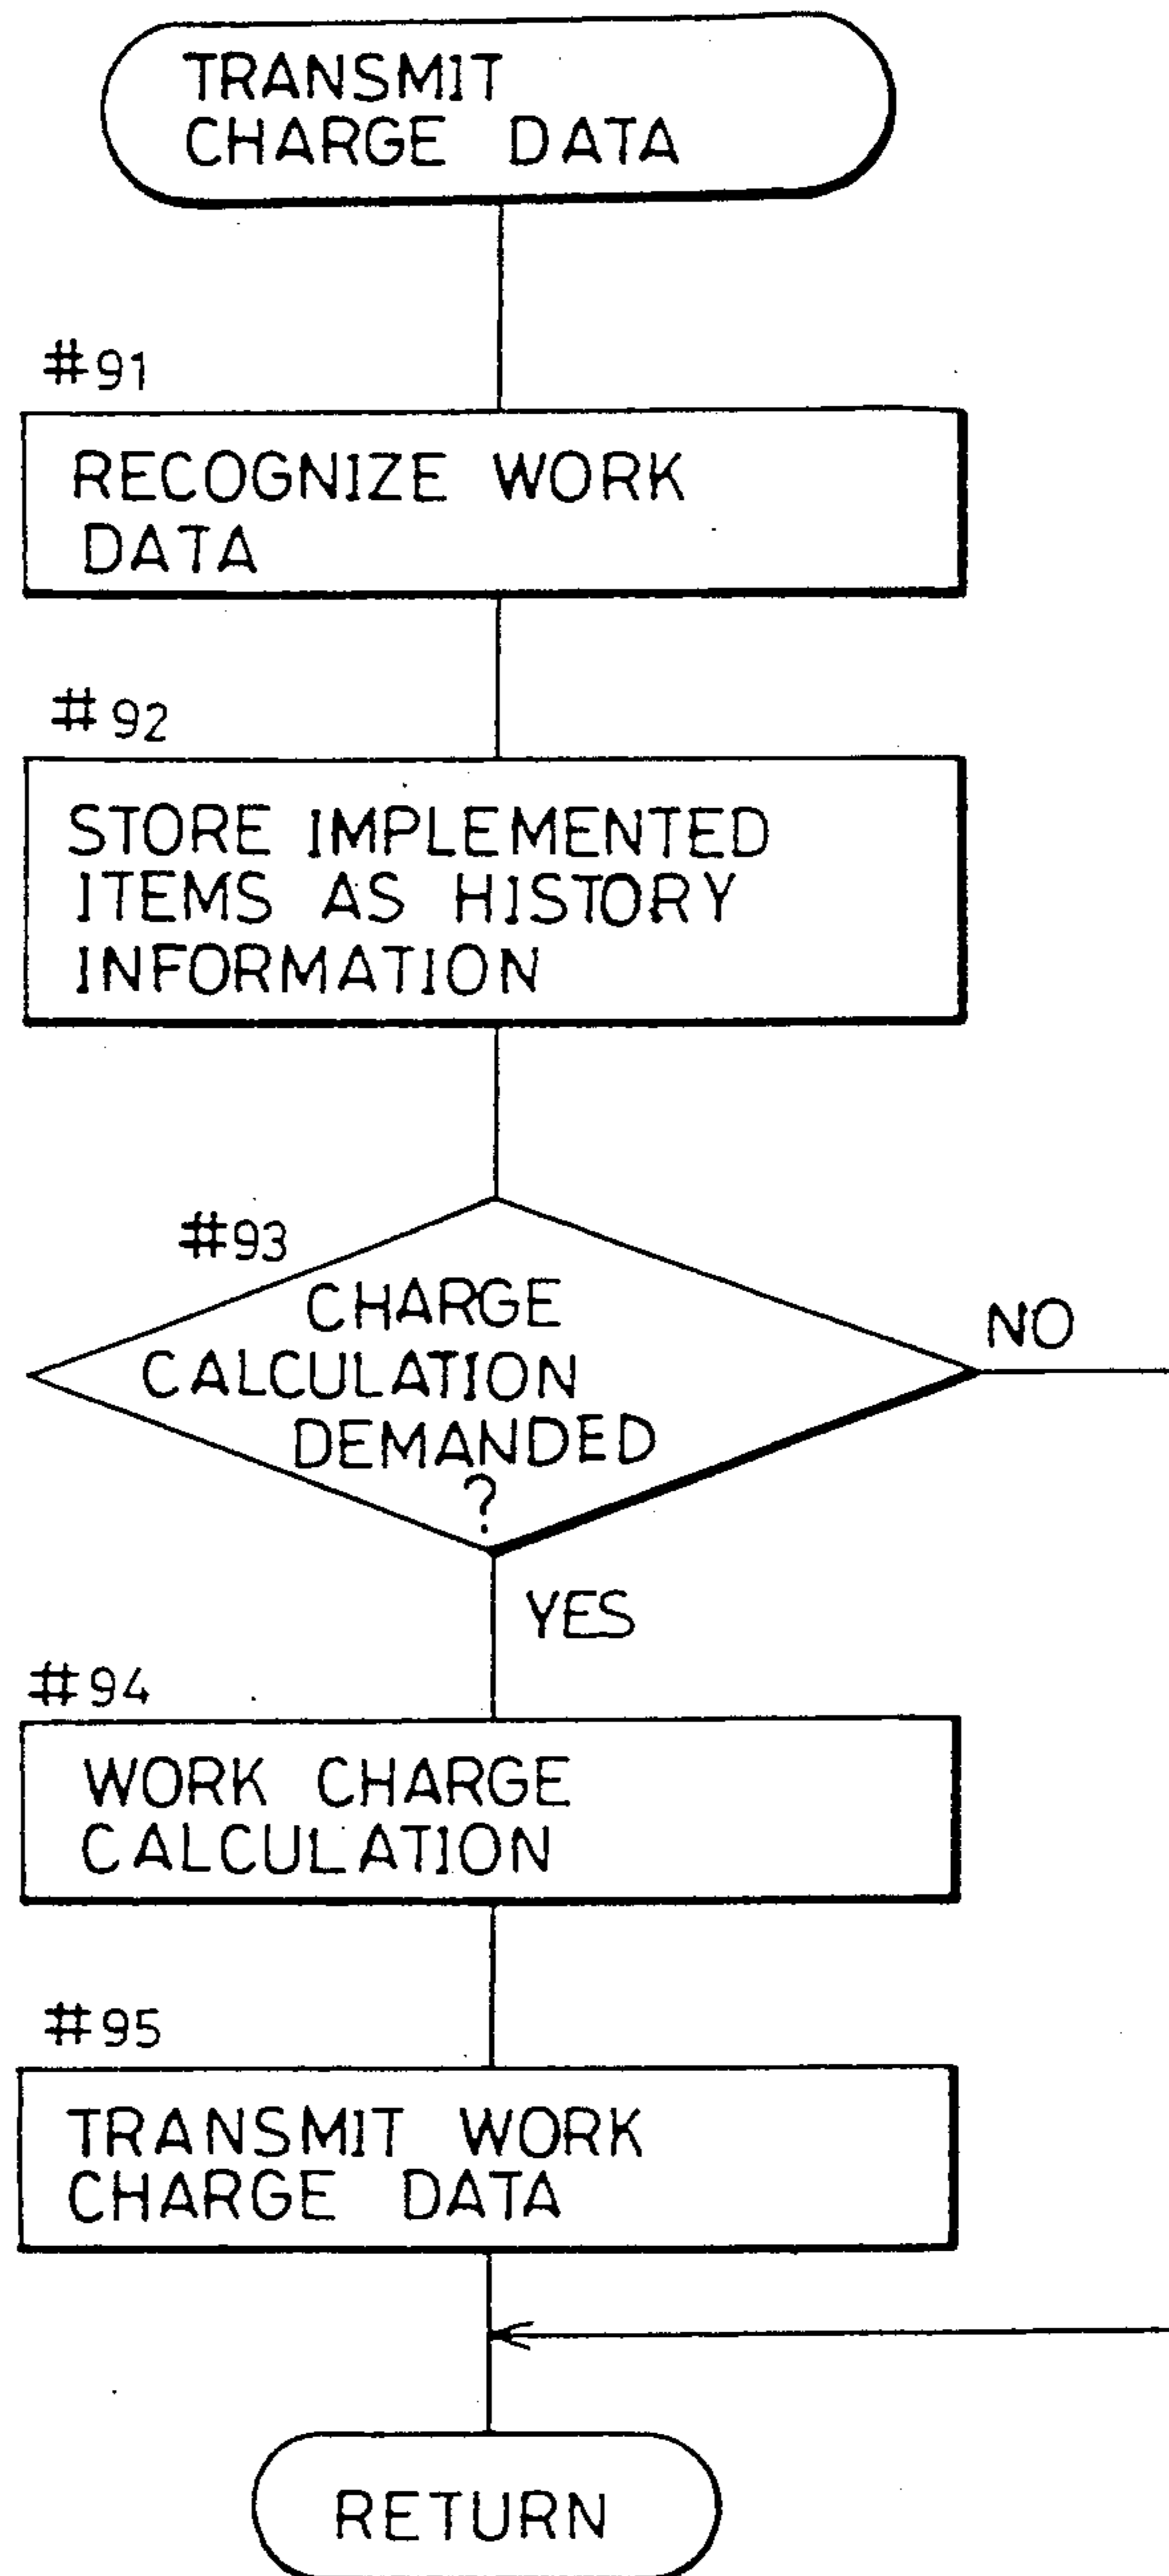 TRANSMIT
CHARGE DATA
#91
RECOGNIZE WORK
DATA
#92
STORE IMPLEMENTED
ITEMS AS HISTORY
INFORMATION
#93
CHARGE
CALCULATION
DEMANDED
?
NO
YES
#94
WORK CHARGE
CALCULATION
#95
TRANSMIT WORK
CHARGE DATA
RETURN